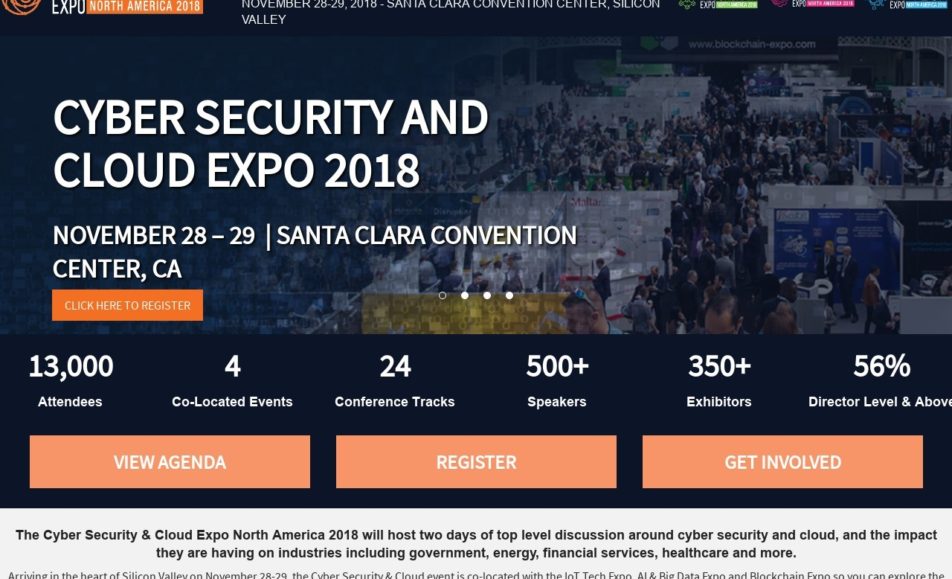 EXPO NORTH AMERICA 2018
NOVEMBER 28-29, 2018 - SANTA CLARA CONVENTION CENTER, SILICON
VALLEY
EXPO NORTH AMERICA 2018
EXPO NORTH AMERICA 2018
EXPO NORTH AMERICA 2018
www.blockchain-expo.com
CYBER SECURITY AND
CLOUD EXPO 2018
Malta:
NOVEMBER 28 – 29 | SANTA CLARA CONVENTION
CENTER, CA
CLICK HERE TO REGISTER
13,000
4
24
500+
350+
56%
Attendees
Co-Located Events
Conference Tracks
Speakers
Exhibitors
Director Level & Above
VIEW AGENDA
REGISTER
GET INVOLVED
The Cyber Security & Cloud Expo North America 2018 will host two days of top level discussion around cyber security and cloud, and the impact
they are having on industries including government, energy, financial services, healthcare and more.
Arriving in the heart of Silicon Valley on November 28-29, the Cyber Security & Cloud event is co-located with the IoT Tech Expo, AI & Big Data Expo and Blockchain Expo so you can explore the